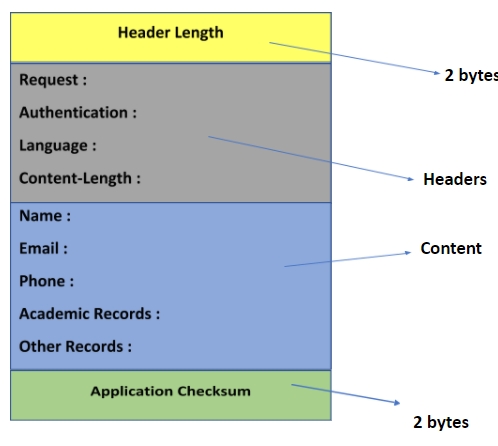 Header Length
2 bytes
Request :
Authentication :
Language :
Content-Length :
Headers
Name :
Email :
Phone :
Academic Records :
Other Records :
Content
Application Checksum
2 bytes